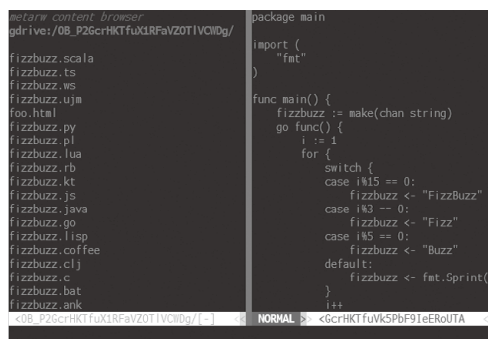 metarw content browser
gdrive:/0B_P2GcrHKTfuX1RFaVZOTlVCWDg/
fizzbuzz.scala
fizzbuzz.ts
fizzbuzz.ws
fizzbuzz.ujm
foo.html
fizzbuzz.py
fizzbuzz.pl
fizzbuzz.lua
fizzbuzz.rb
fizzbuzz.kt
fizzbuzz.js
fizzbuzz.java
fizzbuzz.go
fizzbuzz.lisp
fizzbuzz.coffee
fizzbuzz.clj
fizzbuzz.c
fizzbuzz.bat
fizzbuzz.ank
<0B_P2GcrHKTfuX1RFaVZOTlVCWDg/[-] <<
package main
import (
"fmt"
)
func main() {
fizzbuzz := make(chan string)
go func() {
i := 1
for {
switch {
case i%15 == 0:
fizzbuzz <- "FizzBuzz"
case i%3 == 0:
fizzbuzz <- "Fizz"
case i%5 == 0:
fizzbuzz <- "Buzz"
default:
fizzbuzz <- fmt.Sprint(
}
i++
NORMAL >> <GcrHKTfuVk5PbF9IeERoUTA <